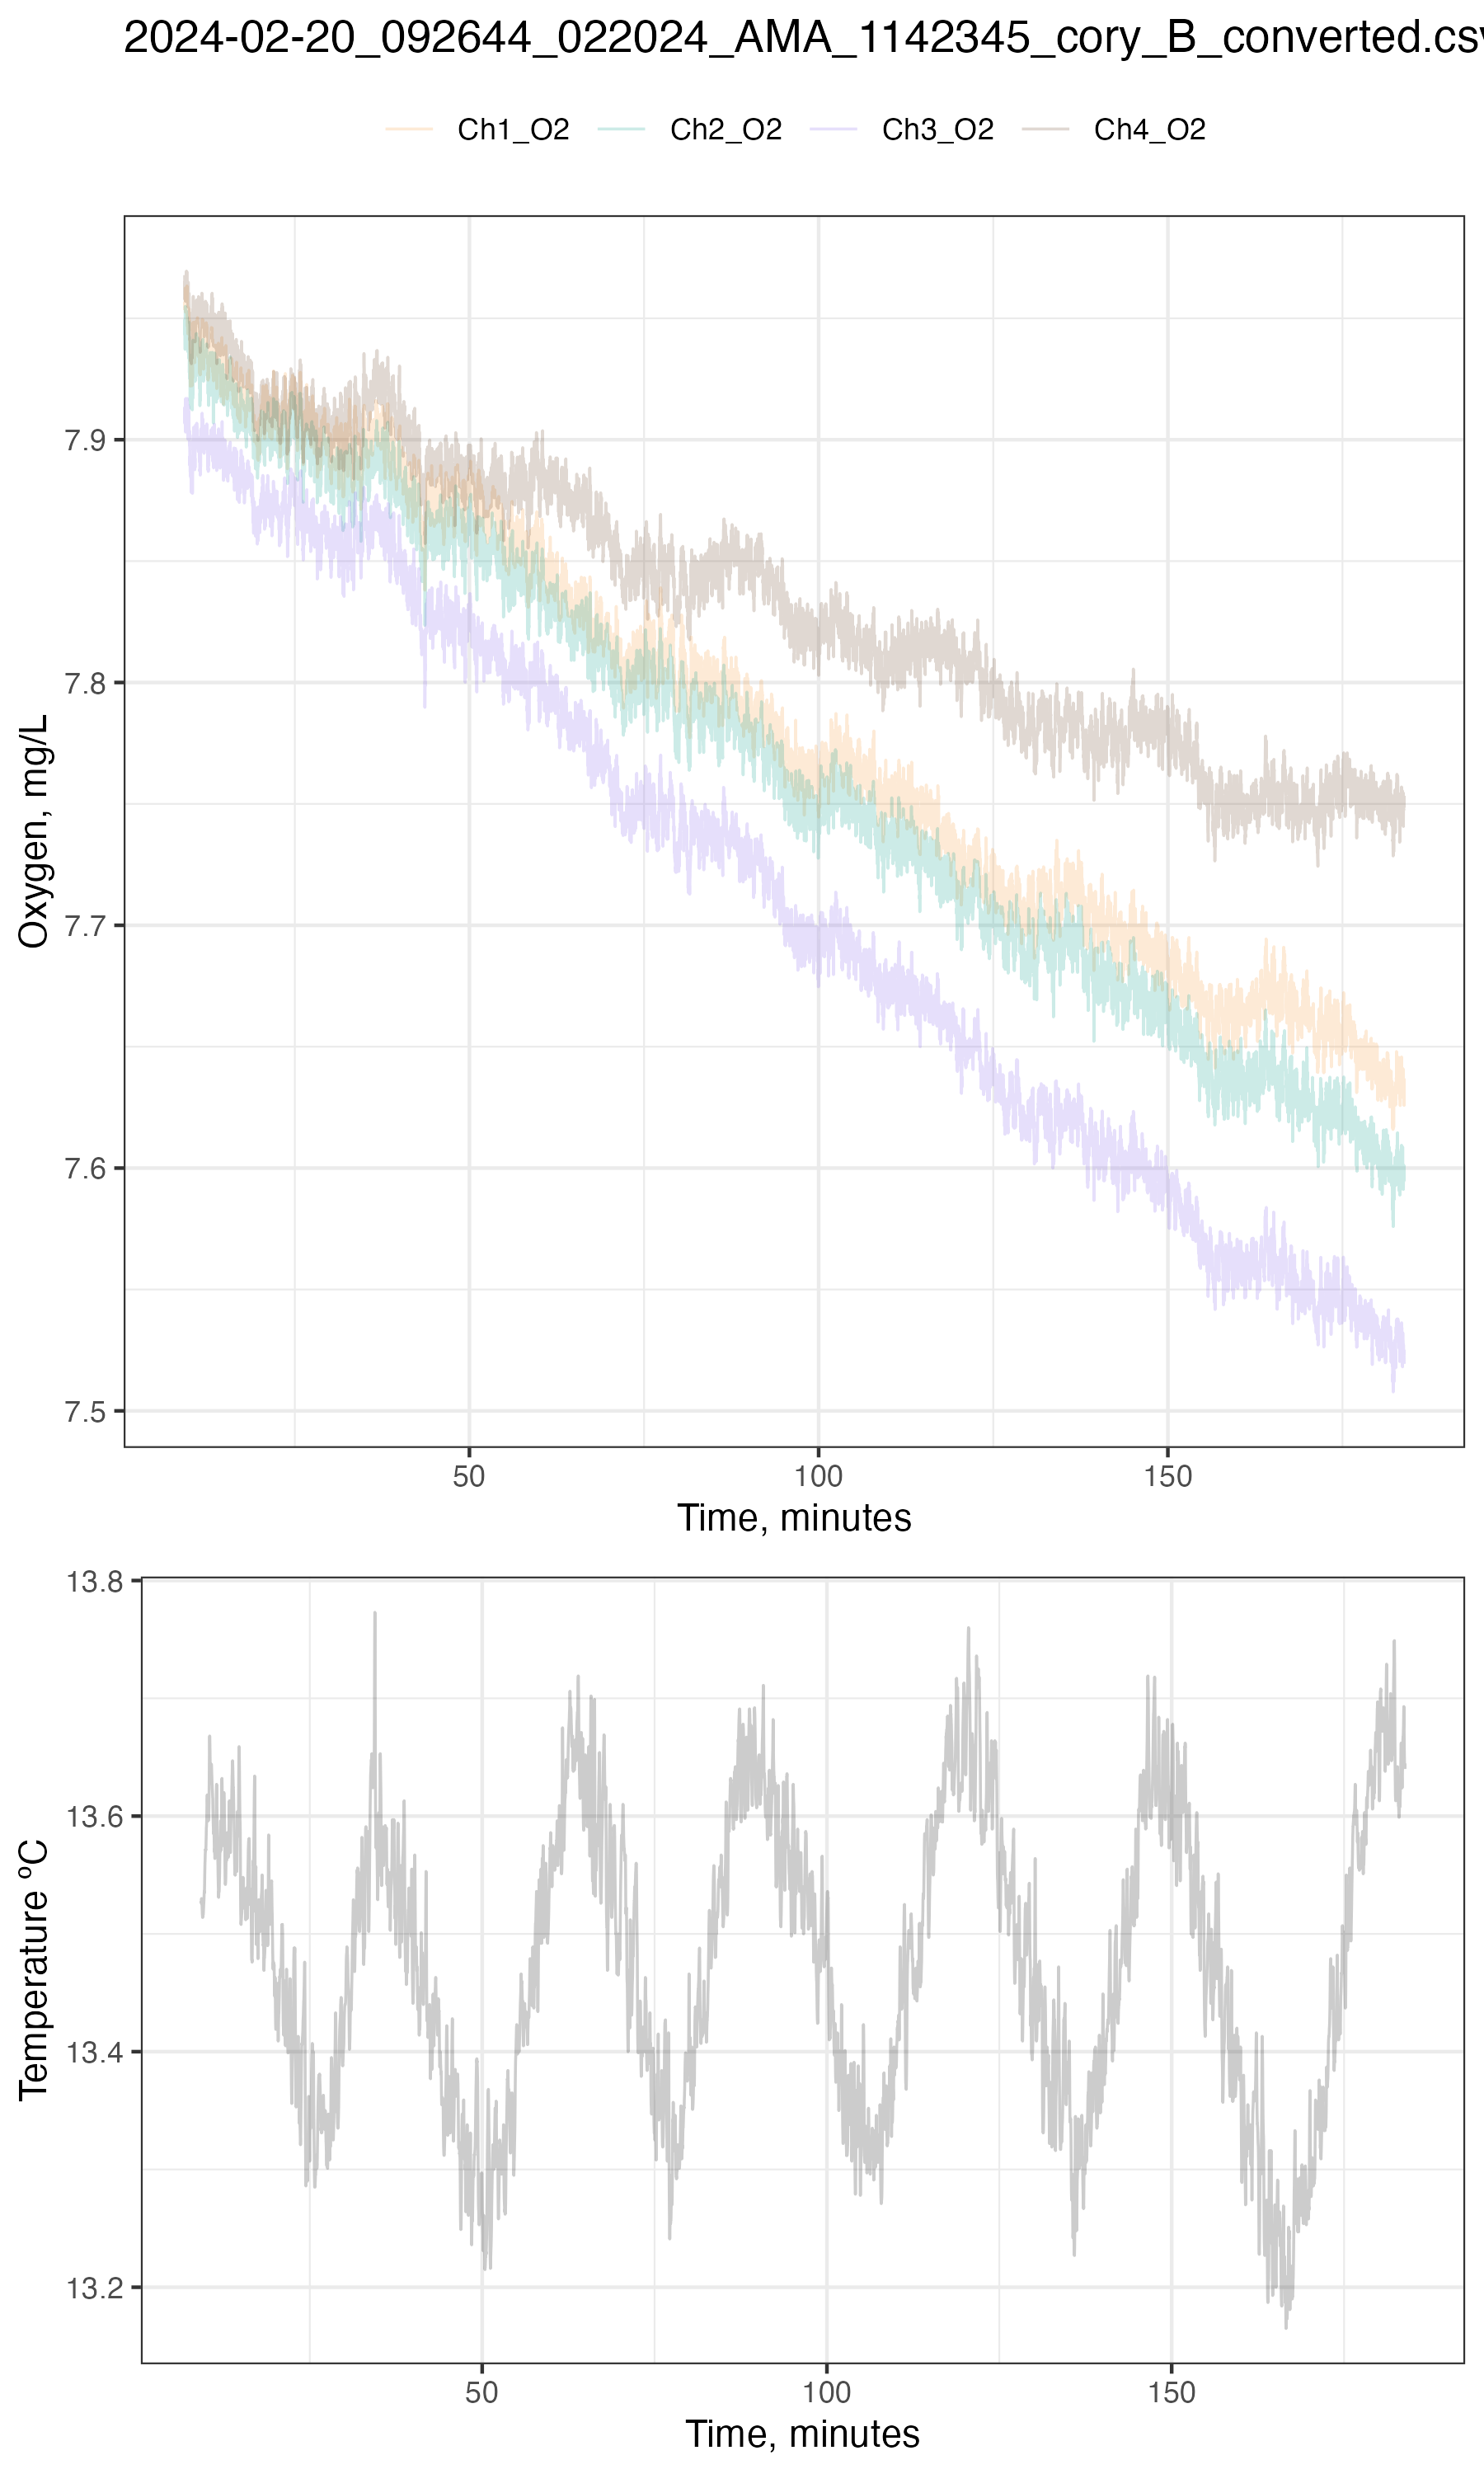 2024-02-20_092644_022024_AMA_1142345_cory_B_converted.csv
Ch1_O2 Ch2_O2 Ch3_O2 Ch4_O2
Oxygen, mg/L
7.9
7.8
7.7
7.6
7.5
50 100 150
Time, minutes
Temperature ºC
13.8
13.6
13.4
13.2
50 100 150
Time, minutes